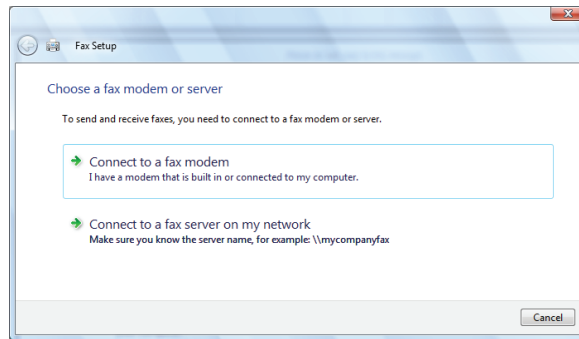 Fax Setup
Choose a fax modem or server
To send and receive faxes, you need to connect to a fax modem or server.
Connect to a fax modem
I have a modem that is built in or connected to my computer.
Connect to a fax server on my network
Make sure you know the server name, for example: \\mycompanyfax
Cancel